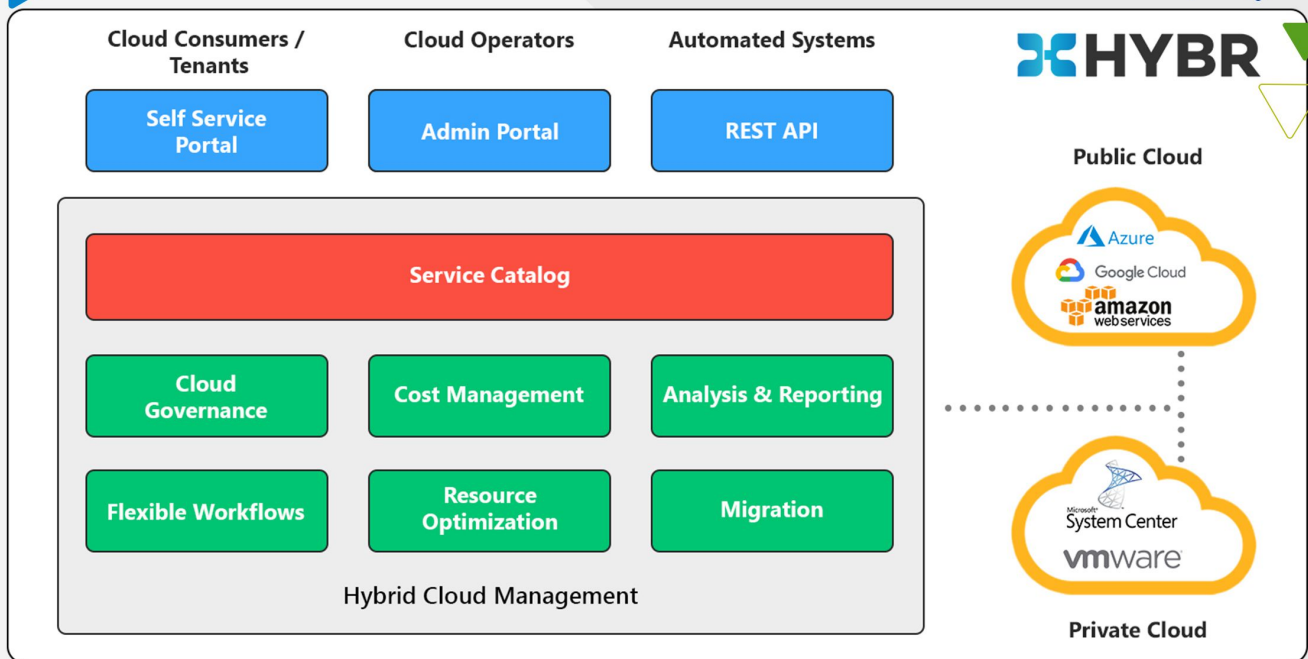 Cloud Consumers /
Tenants
Cloud Operators
Automated Systems
HYBR
Self Service
Portal
Admin Portal
REST API
Public Cloud
Azure
Google Cloud
amazon
webservices
Service Catalog
Cloud
Governance
Cost Management
Analysis & Reporting
Flexible Workflows
Resource
Optimization
Migration
Hybrid Cloud Management
Microsoft
System Center
vmware
Private Cloud